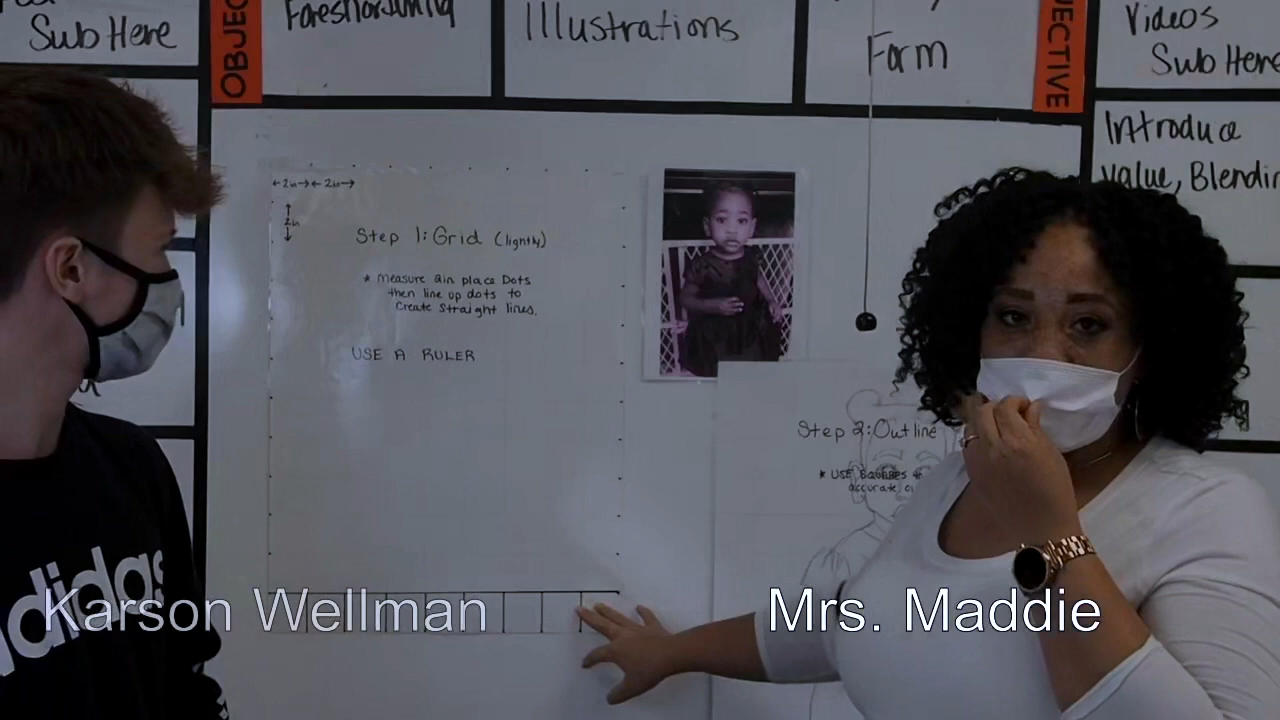 Sub Here
OBJEC
Foreshortening
Illustrations
Form
JECTIVE
Videos
Sub Here
Introduce
value, Blendin
←2in→←2in→
2in
Step 1: Grid (lightly)
* Measure 2in place Dots
then line up dots to
Create straight lines.
USE A RULER
Step 2: Outline
* USE Squares
accurate
adidas
Karson Wellman
Mrs. Maddie